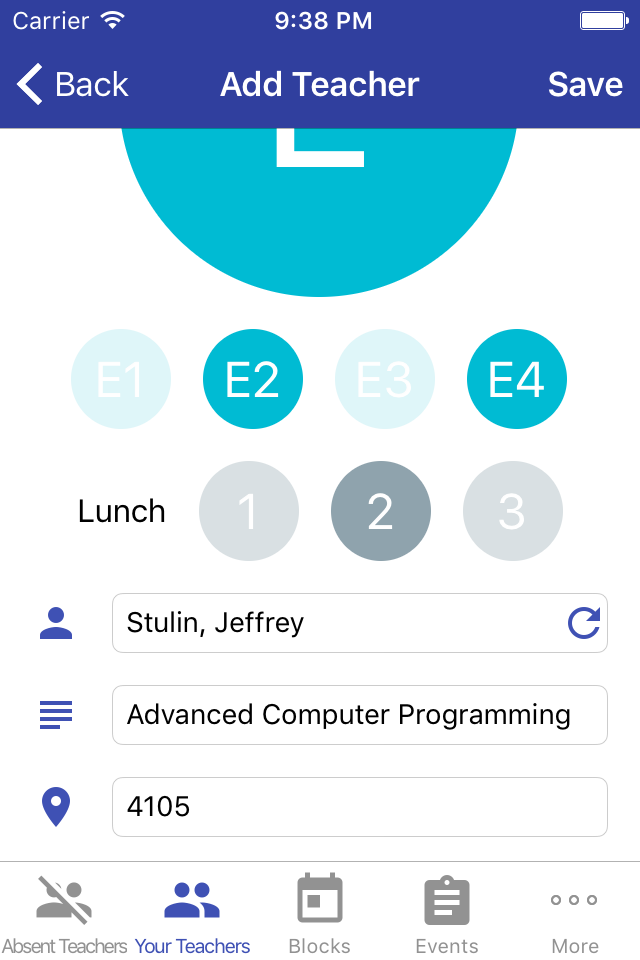 Carrier 9:38 PM
Back Add Teacher Save
E1 E2 E3 E4
Lunch 1 2 3
Stulin, Jeffrey
Advanced Computer Programming
4105
Absent Teachers Your Teachers Blocks Events More